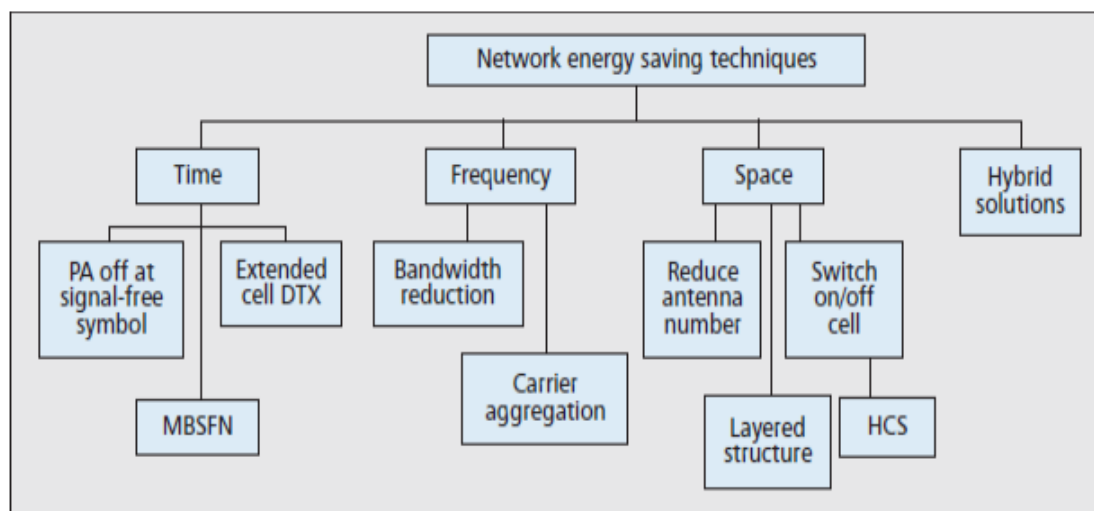 Network energy saving techniques
Time
Frequency
Space
Hybrid
solutions
PA off at
signal-free
symbol
Extended
cell DTX
Bandwidth
reduction
Reduce
antenna
number
Switch
on/off
cell
MBSFN
Carrier
aggregation
Layered
structure
HCS